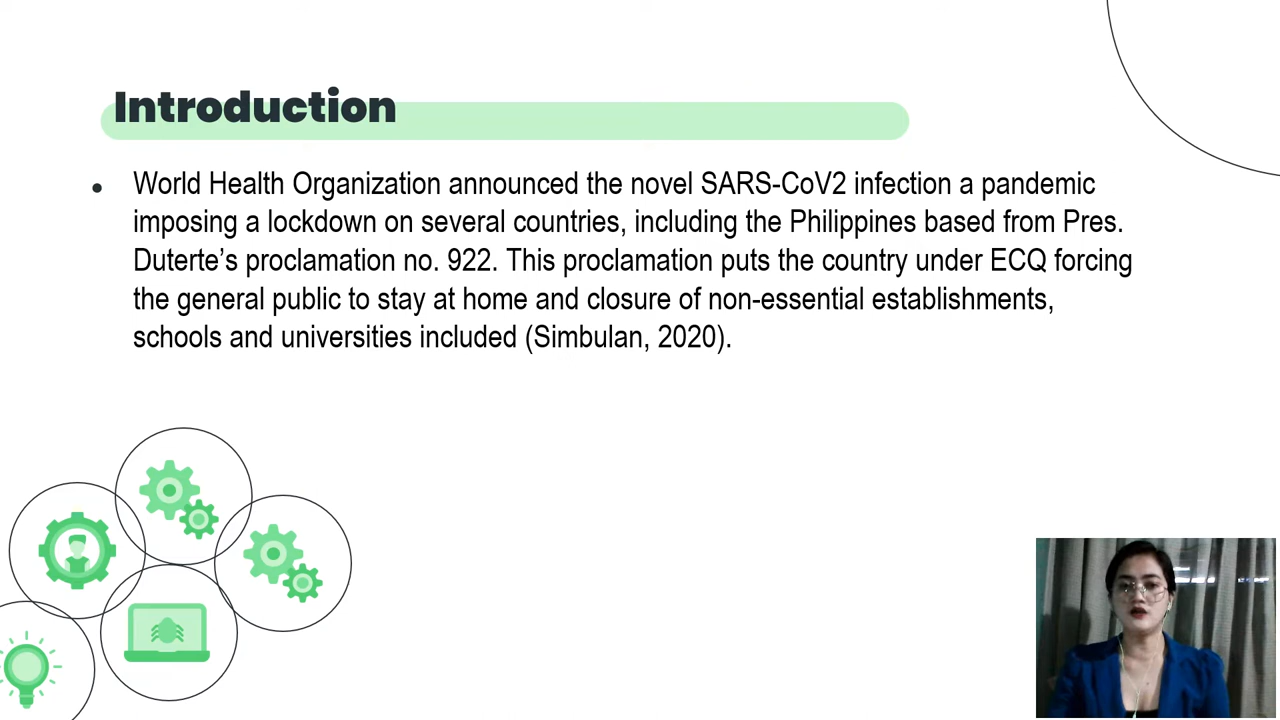 Introduction
• World Health Organization announced the novel SARS-CoV2 infection a pandemic
imposing a lockdown on several countries, including the Philippines based from Pres.
Duterte’s proclamation no. 922. This proclamation puts the country under ECQ forcing
the general public to stay at home and closure of non-essential establishments,
schools and universities included (Simbulan, 2020).